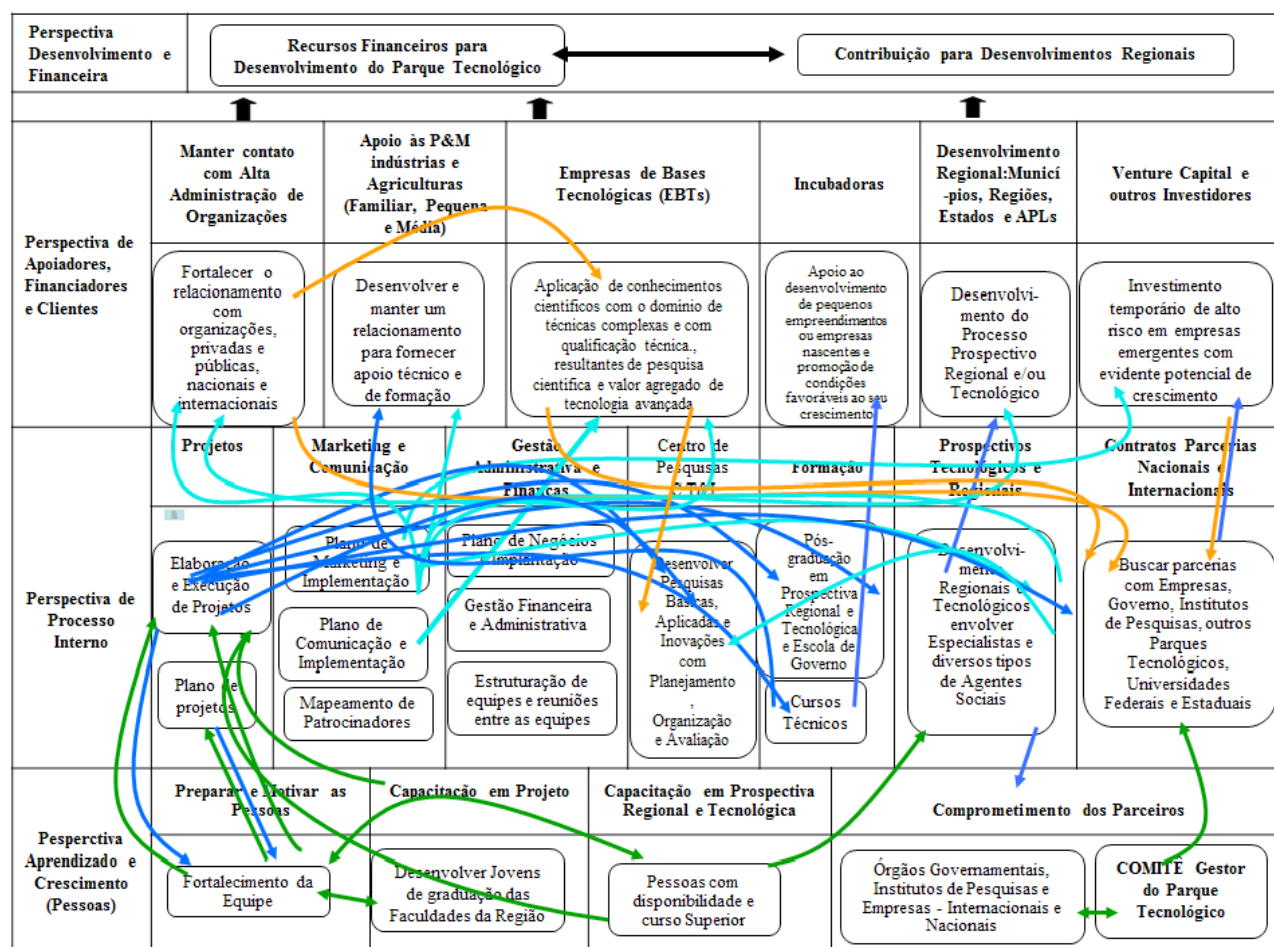 Perspectiva
Desenvolvimento e
Financeira
Recursos Financeiros para
Desenvolvimento do Parque Tecnológico
Contribuição para Desenvolvimentos Regionais
Perspectiva de
Apoiadores,
Financiadores
e Clientes
Manter contato
com Alta
Administração de
Organizações
Apoio às P&M
indústrias e
Agriculturas
(Familiar, Pequena
e Média)
Empresas de Bases
Tecnológicas (EBTs)
Incubadoras
Desenvolvimento
Regional:Municí
-pios, Regiões,
Estados e APLs
Venture Capital e
outros Investidores
Fortalecer o
relacionamento
com
organizações,
privadas e
públicas,
nacionais e
internacionais
Desenvolver e
manter um
relacionamento
para fornecer
apoio técnico e
de formação
Aplicação de conhecimentos
científicos com o domínio de
técnicas complexas e com
qualificação técnica., 
resultantes de pesquisa
científica e valor agregado de
tecnologia avançada
Apoio ao
desenvolvimento
de pequenos
empreendimentos
ou empresas
nascentes e
promoção de
condições
favoráveis ao seu
crescimento
Desenvolvi-
mento do
Processo
Prospectivo
Regional e/ou
Tecnológico
Investimento
temporário de alto
risco em empresas
emergentes com
evidente potencial de
crescimento
Perspectiva de
Processo
Interno
Projetos
Marketing e
Comunicação
Gestão
Administrativa e
Finanças
Centro de
Pesquisas
Formação
Prospectivos
Tecnológicos e
Regionais
Contratos Parcerias
Nacionais e
Internacionais
Elaboração
e Execução
de Projetos
Plano de
projetos
Plano de
Marketing e
Implementação
Plano de
Comunicação e
Implementação
Mapeamento de
Patrocinadores
Plano de Negócios
Implantação
Gestão Financeira
e Administrativa
Estruturação de
equipes e reuniões
entre as equipes
Desenvolver
Pesquisas
Básicas,
Aplicadas e
Inovações
com
Planejamento
,
Organização
e Avaliação
Pós-
graduação
em
Prospectiva
Regional e
Tecnológica
e Escola de
Governo
Cursos
Técnicos
Desenvolvi-
mento
Regionais e
Tecnológicos
envolver
Especialistas e
diversos tipos
de Agentes
Sociais
Buscar parcerias
com Empresas,
Governo, Institutos
de Pesquisas, outros
Parques
Tecnológicos,
Universidades
Federais e Estaduais
Pesperctiva
Aprendizado e
Crescimento
(Pessoas)
Preparar e Motivar as
Pessoas
Capacitação em Projeto
Capacitação em Prospectiva
Regional e Tecnológica
Comprometimento dos Parceiros
Fortalecimento da
Equipe
Desenvolver Jovens
de graduação das
Faculdades da Região
Pessoas com
disponibilidade e
curso Superior
Órgãos Governamentais,
Institutos de Pesquisas e
Empresas - Internacionais e
Nacionais
COMITÊ Gestor
do Parque
Tecnológico